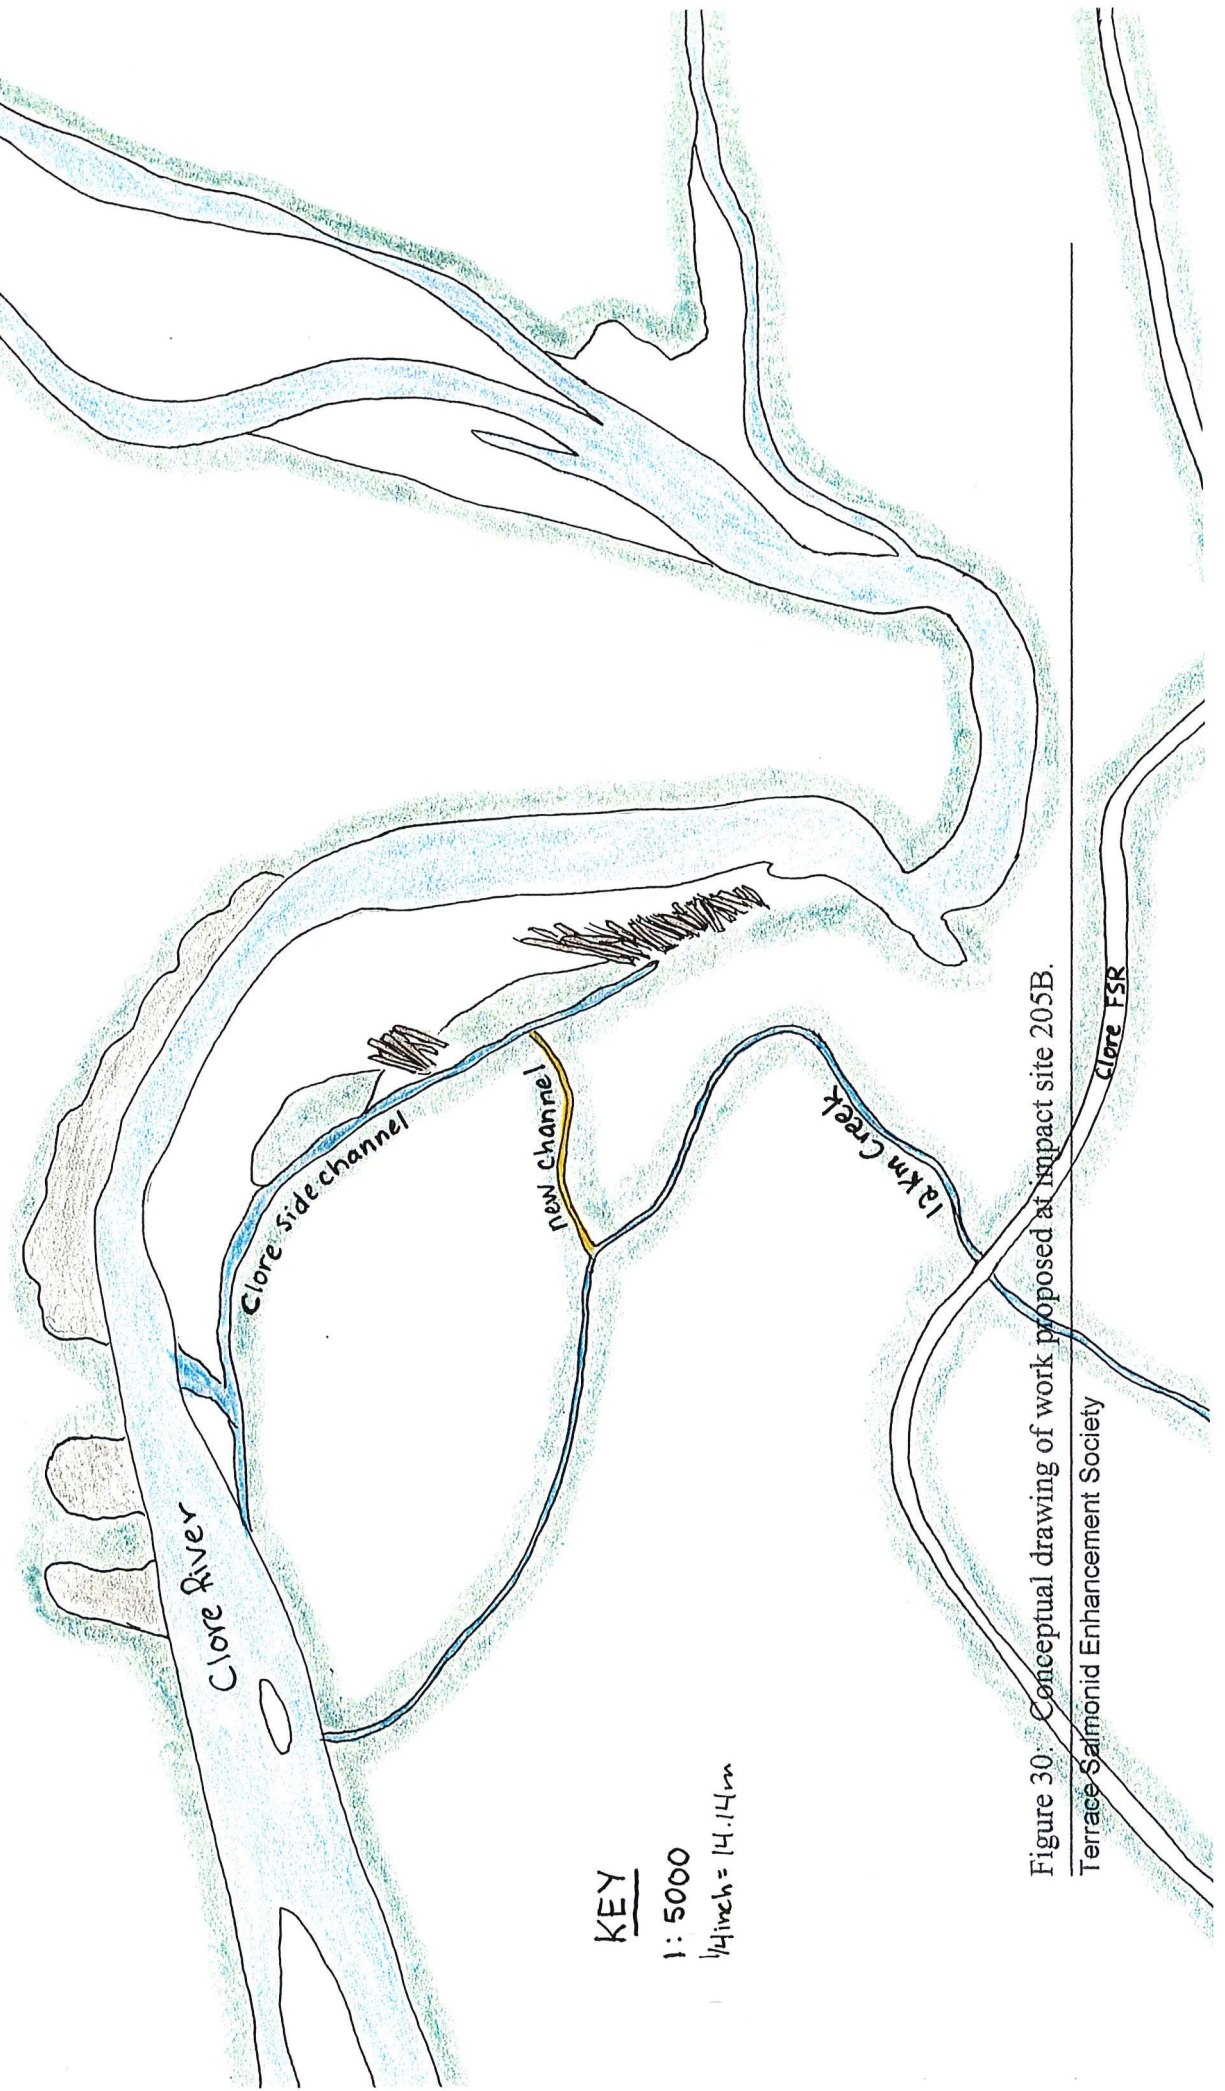 Clore River
Clore side channel
new channel
12 Km Creek
Clore FSR
KEY
1:5000
1/4 inch = 14.14m
Figure 30: Conceptual drawing of work proposed at impact site 205B.
Terrace Salmonid Enhancement Society